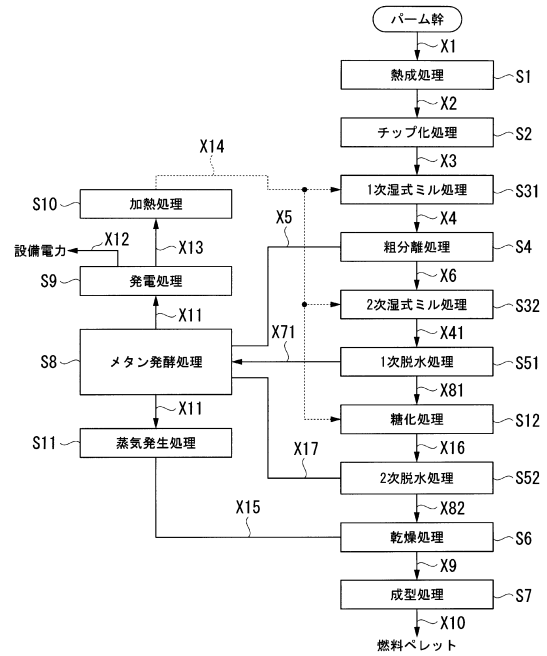 パーム幹
X1
熱成処理
S1
X2
チップ化処理
S2
X14
X3
S10
加熱処理
1次湿式ミル処理
S31
X5
X4
設備電力
X12
X13
粗分離処理
S4
S9
発電処理
X6
2次湿式ミル処理
S32
X11
X71
X41
S8
メタン発酵処理
1次脱水処理
S51
X11
X81
糖化処理
S12
S11
蒸気発生処理
X17
X16
2次脱水処理
S52
X15
X82
乾燥処理
S6
X9
成型処理
S7
X10
燃料ペレット